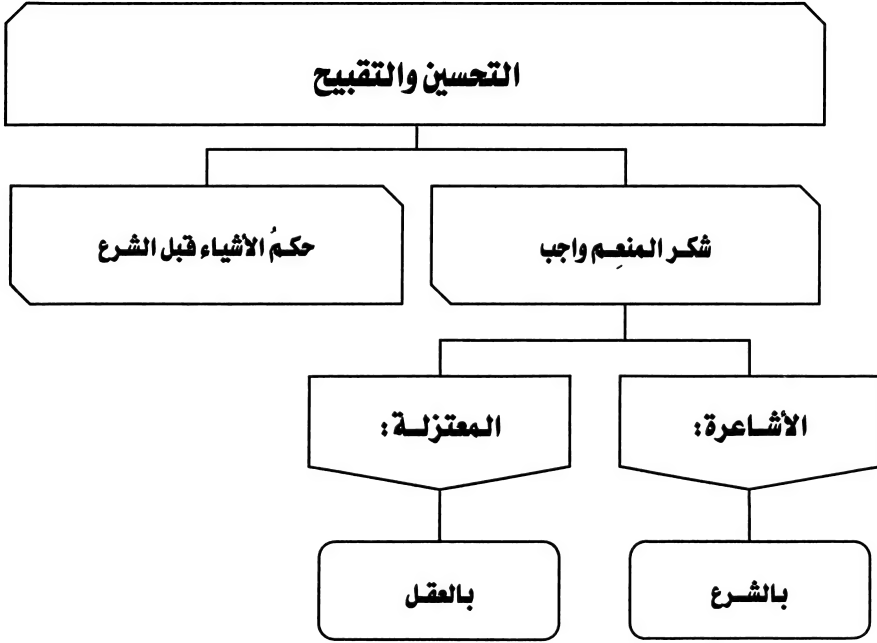 التحسين والتقبيح
شكر المنعِم واجب
حكمُ الأشياء قبل الشرع
الأشاعرة:
المعتزلة:
بالشرع
بالعقل